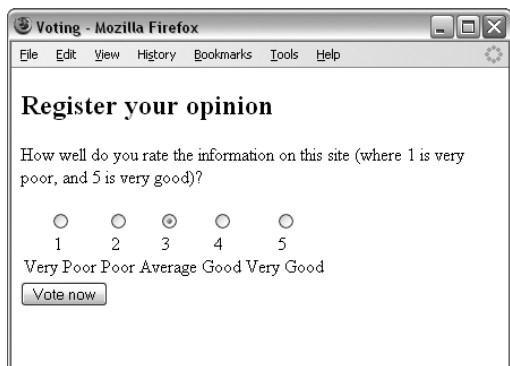 Voting - Mozilla Firefox
File Edit View History Bookmarks Tools Help
Register your opinion
How well do you rate the information on this site (where 1 is very
poor, and 5 is very good)?
1 2 3 4 5
Very Poor Poor Average Good Very Good
Vote now